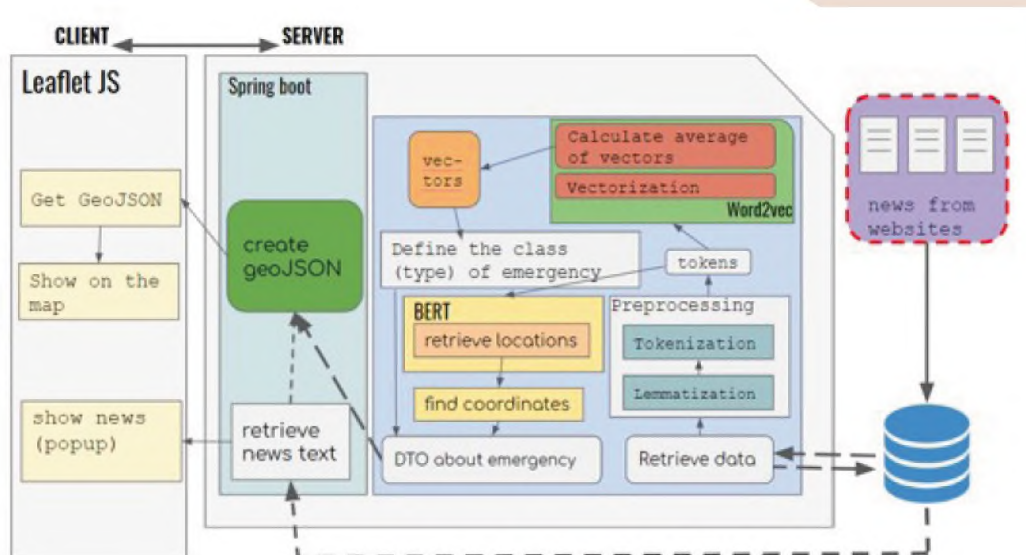 CLIENT
SERVER
Leaflet JS
Get GeoJSON
Show on the
map
show news
(popup)
Spring boot
create
geoJSON
retrieve
news text
vec-
tors
Calculate average
of vectors
Vectorization
Word2vec
Define the class
(type) of emergency
tokens
BERT
retrieve locations
find coordinates
DTO about emergency
Preprocessing
Tokenization
Lemmatization
Retrieve data
news from
websites